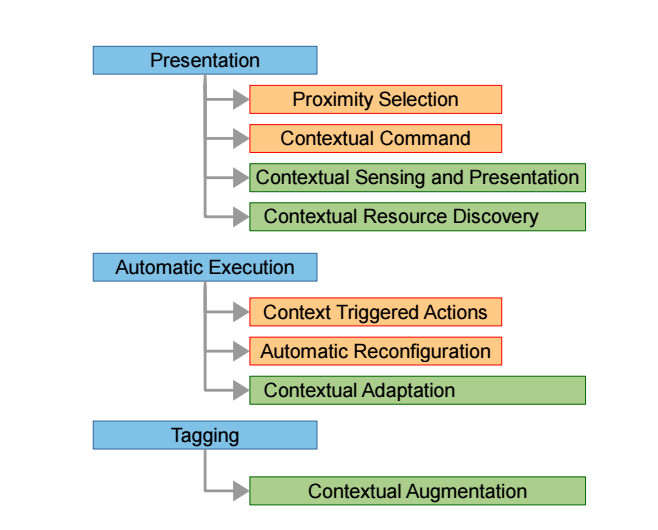 Presentation
Proximity Selection
Contextual Command
Contextual Sensing and Presentation
Contextual Resource Discovery
Automatic Execution
Context Triggered Actions
Automatic Reconfiguration
Contextual Adaptation
Tagging
Contextual Augmentation